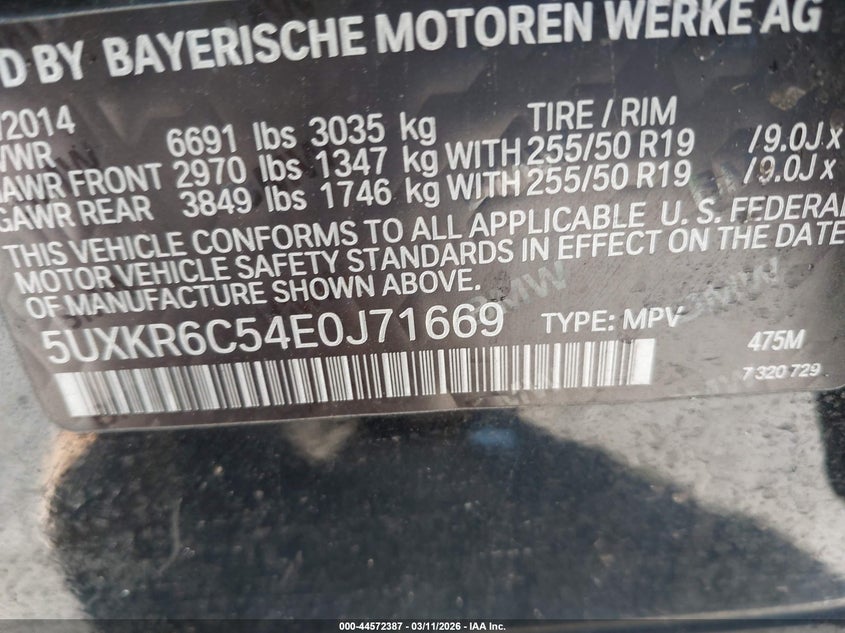 D BY BAYERISCHE MOTOREN WERKE AG
/2014
VWR 6691 lbs 3035 kg TIRE / RIM
AWR FRONT 2970 lbs 1347 kg WITH 255/50 R19 /9.0J x
GAWR REAR 3849 lbs 1746 kg WITH 255/50 R19 /9.0J x
THIS VEHICLE CONFORMS TO ALL APPLICABLE U. S. FEDERAL
MOTOR VEHICLE SAFETY STANDARDS IN EFFECT ON THE DATE
OF MANUFACTURE SHOWN ABOVE.
5UXKR6C54E0J71669 TYPE: MPV 475M
7 320 729
000-44572387 - 03/11/2026 - IAA Inc.